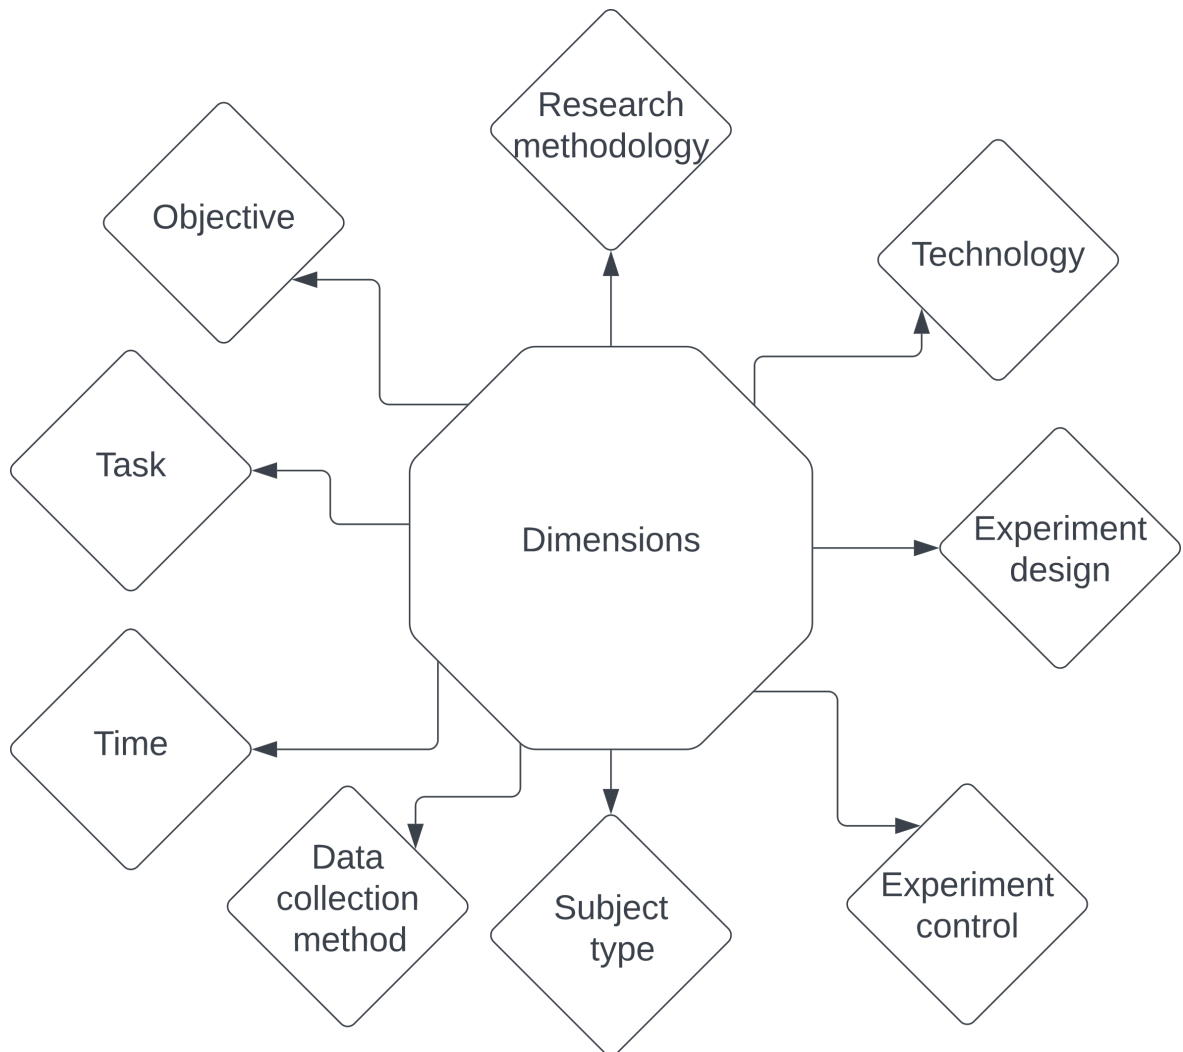 Research
methodology
Objective
Technology
Task
Dimensions
Experiment
design
Time
Data
collection
method
Subject
type
Experiment
control